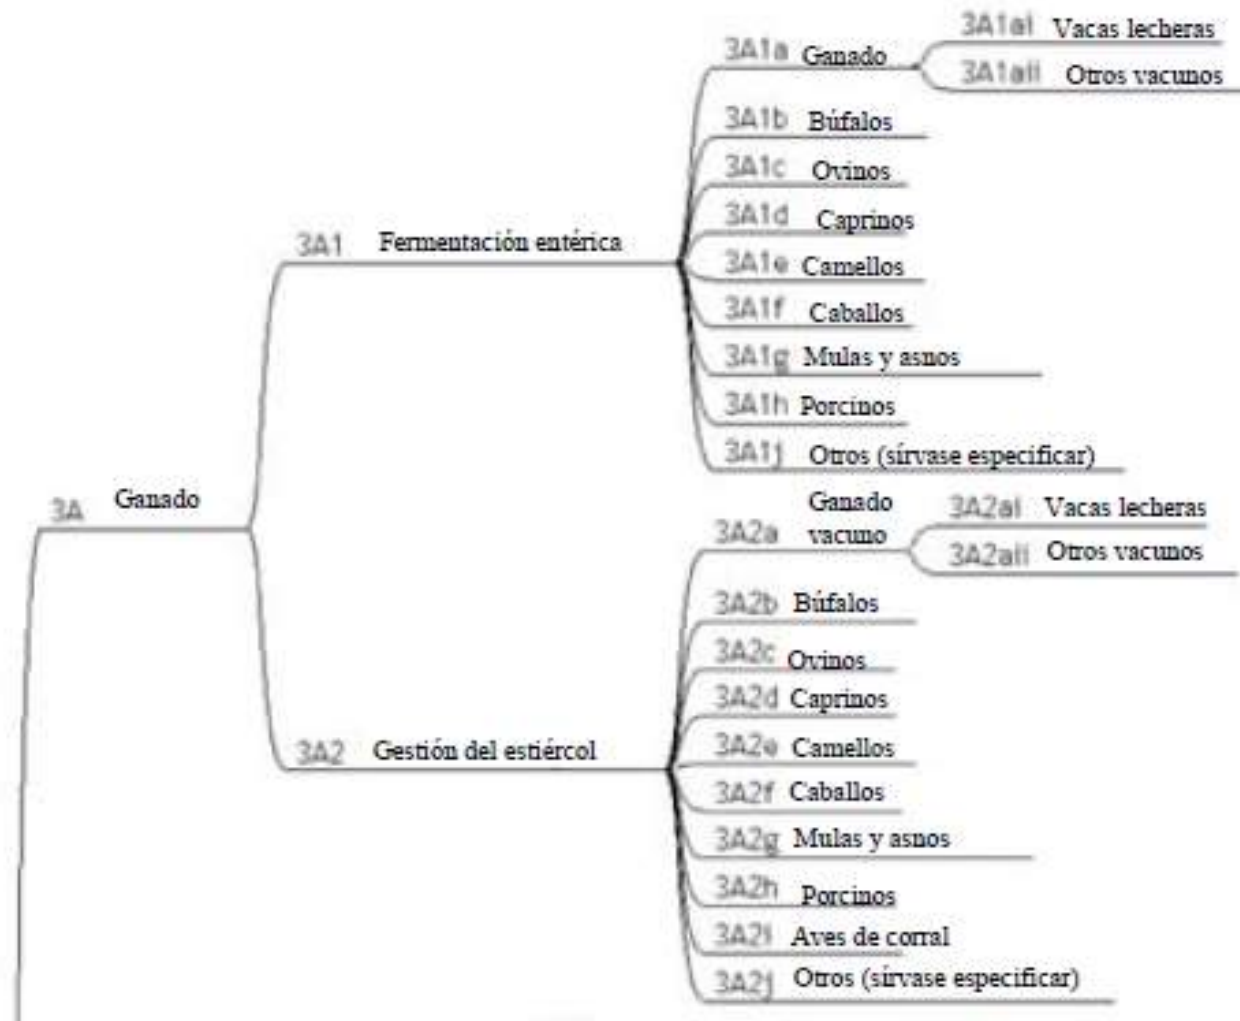 3A Ganado
3A1 Fermentación entérica
3A1a Ganado
3A1ai Vacas lecheras
3A1aii Otros vacunos
3A1b Búfalos
3A1c Ovinos
3A1d Caprinos
3A1e Camellos
3A1f Caballos
3A1g Mulas y asnos
3A1h Porcinos
3A1j Otros (sírvase especificar)
3A2 Gestión del estiércol
3A2a Ganado
vacuno
3A2ai Vacas lecheras
3A2aii Otros vacunos
3A2b Búfalos
3A2c Ovinos
3A2d Caprinos
3A2e Camellos
3A2f Caballos
3A2g Mulas y asnos
3A2h Porcinos
3A2i Aves de corral
3A2j Otros (sírvase especificar)